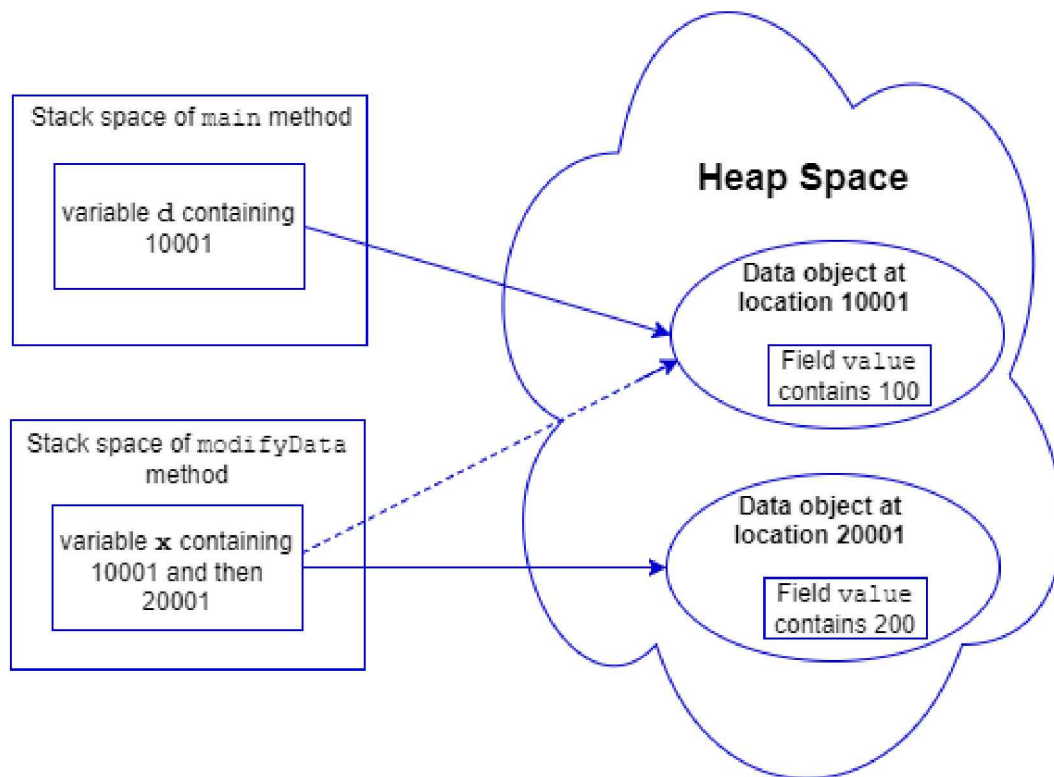 Stack space of main method
variable d containing
10001
Heap Space
Data object at
location 10001
Field value
contains 100
Stack space of modifyData
method
variable x containing
10001 and then
20001
Data object at
location 20001
Field value
contains 200